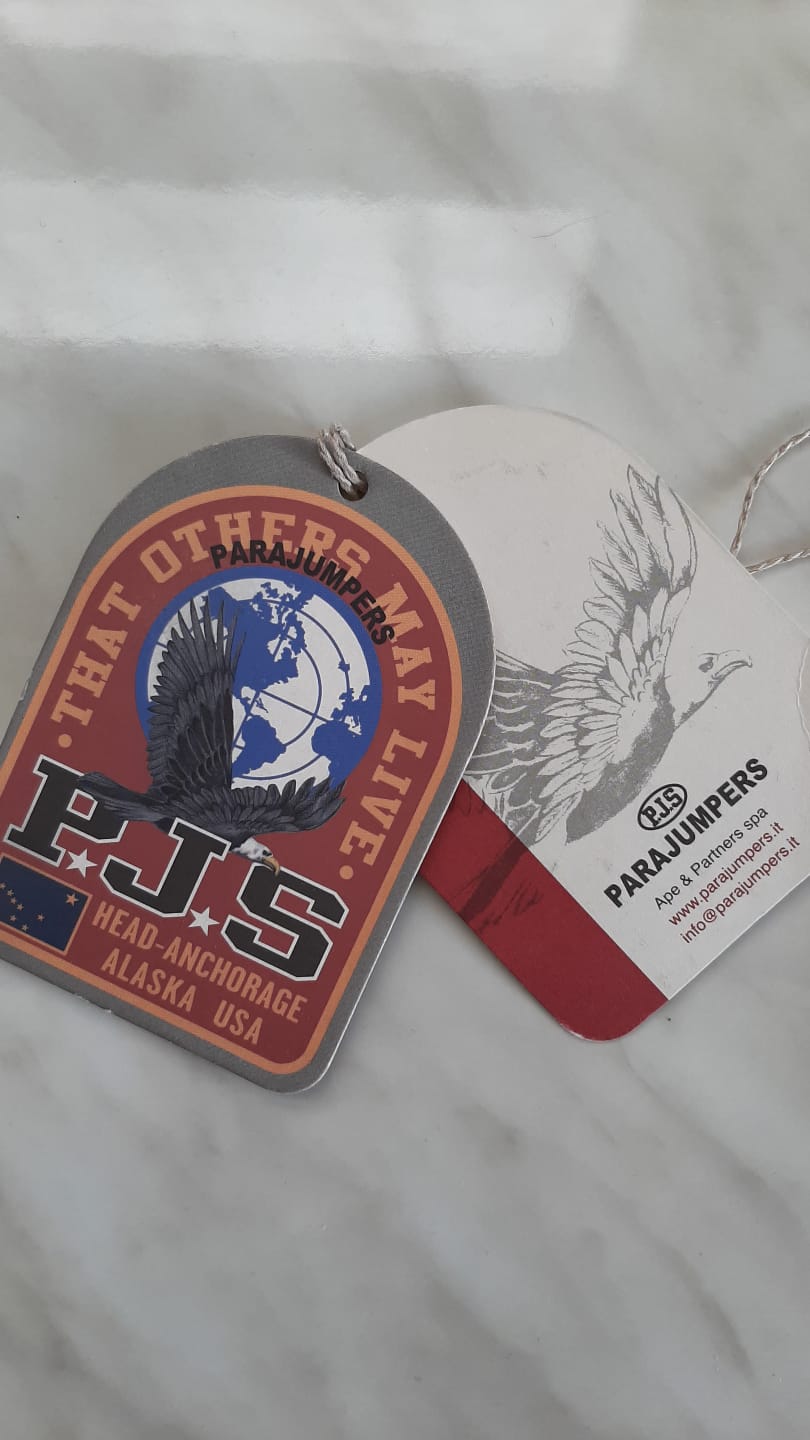 • THAT OTHERS MAY LIVE •
PARAJUMPERS
P.J.S
HEAD-ANCHORAGE
ALASKA USA
P.J.S
PARAJUMPERS
Ape & Partners spa
www.parajumpers.it
info@parajumpers.it